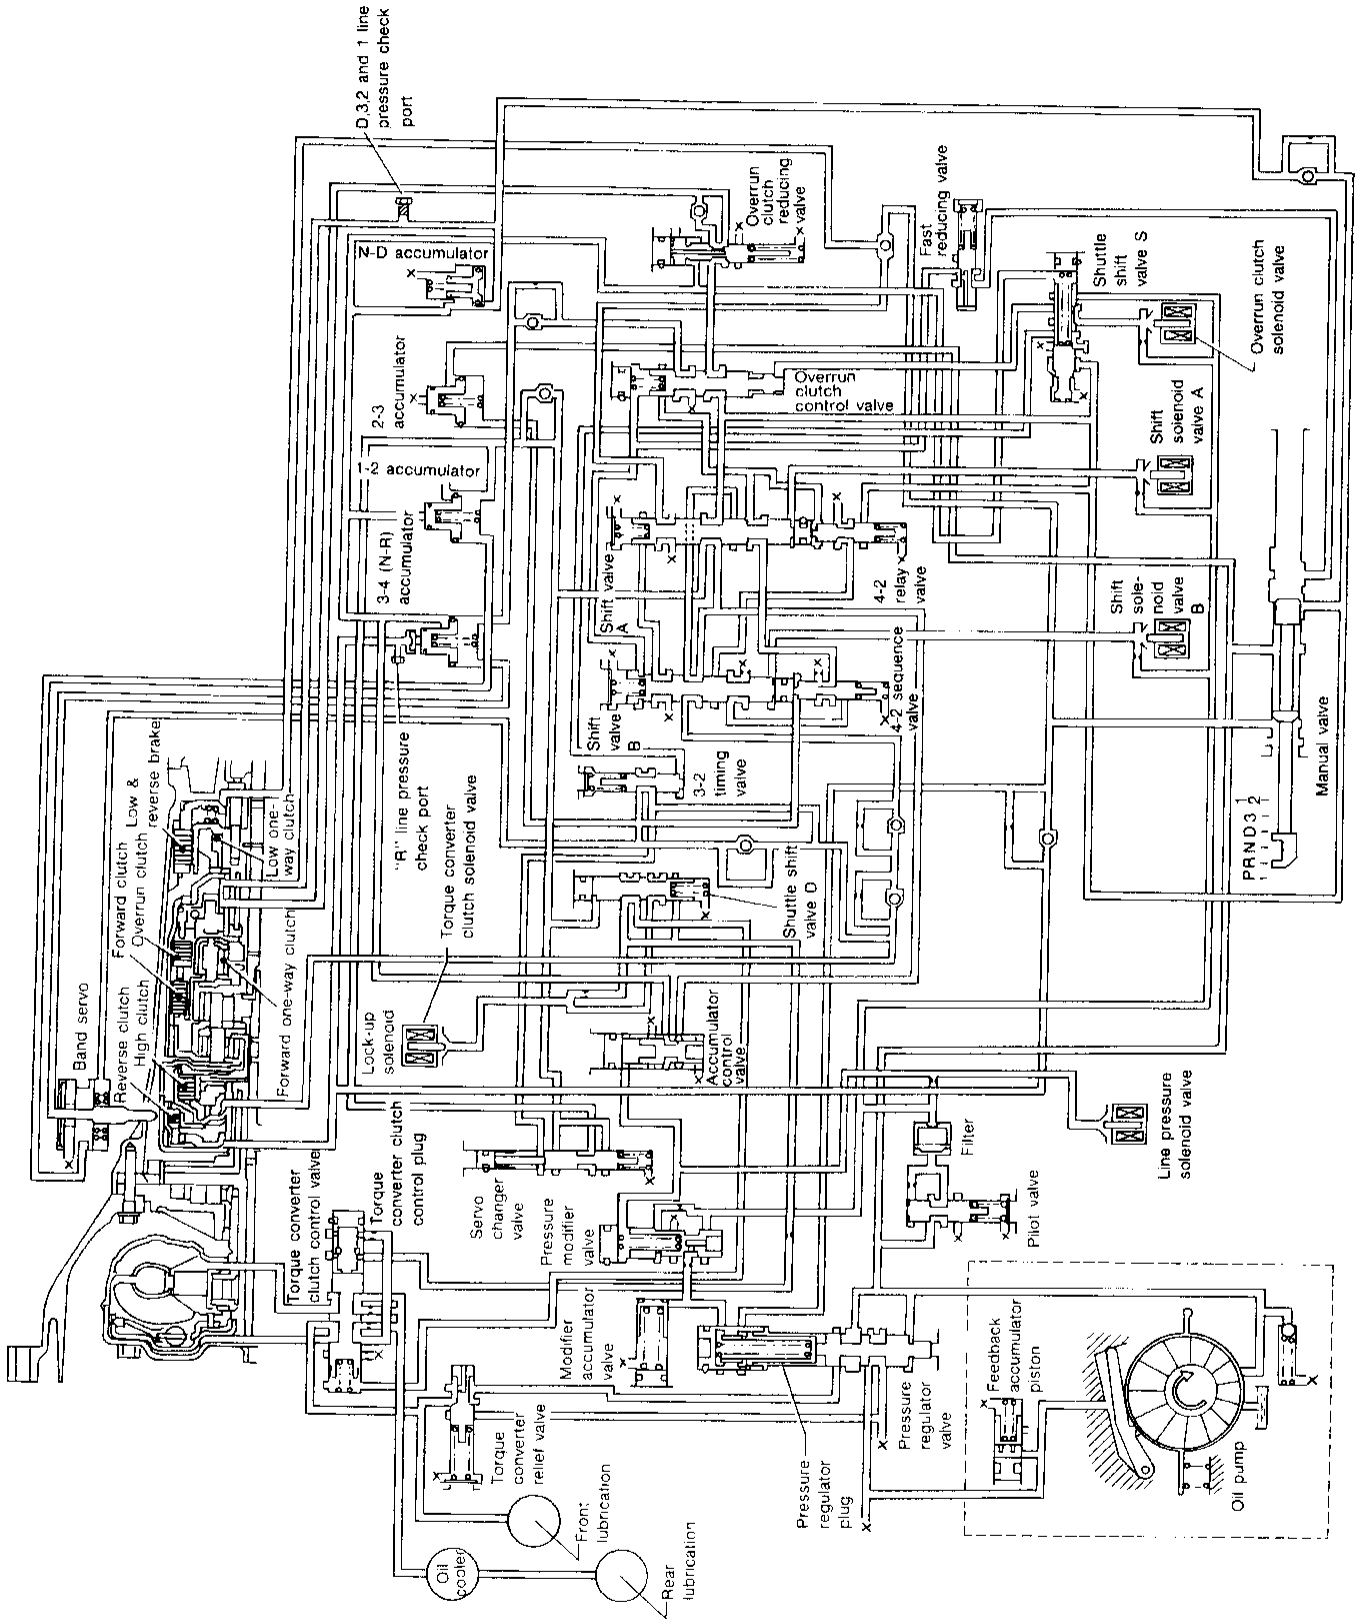 D,3,2 and 1 line
pressure check
port
N-D accumulator
2-3
accumulator
1-2 accumulator
3-4 (N-R)
accumulator
Overrun
clutch
reducing
valve
Fast
reducing valve
Shuttle
shift
valve S
Overrun clutch
solenoid valve
Overrun
clutch
control valve
Shift
solenoid
valve A
Shift valve
A
4-2
relay
valve
Shift
sole-
noid
valve
B
Shift
valve
B
4-2 sequence
valve
3-2
timing
valve
Manual valve
P R N D 3 2
1
"R" line pressure
check port
Torque converter
clutch solenoid valve
Low &
reverse brake
Low one-
way clutch
Forward clutch
Overrun clutch
Reverse clutch
High clutch
Forward one-way clutch
Band servo
Shuttle shift
valve D
Lock-up
solenoid
Accumulator
control
valve
Line pressure
solenoid valve
Filter
Pilot valve
Torque converter
clutch control valve
Torque
converter clutch
control plug
Servo
changer
valve
Pressure
modifier
valve
Modifier
accumulator
valve
Feedback
accumulator
piston
Torque
converter
relief valve
Pressure
regulator
valve
Pressure
regulator
plug
Oil pump
Front
lubrication
Rear
lubrication
Oil
cooler